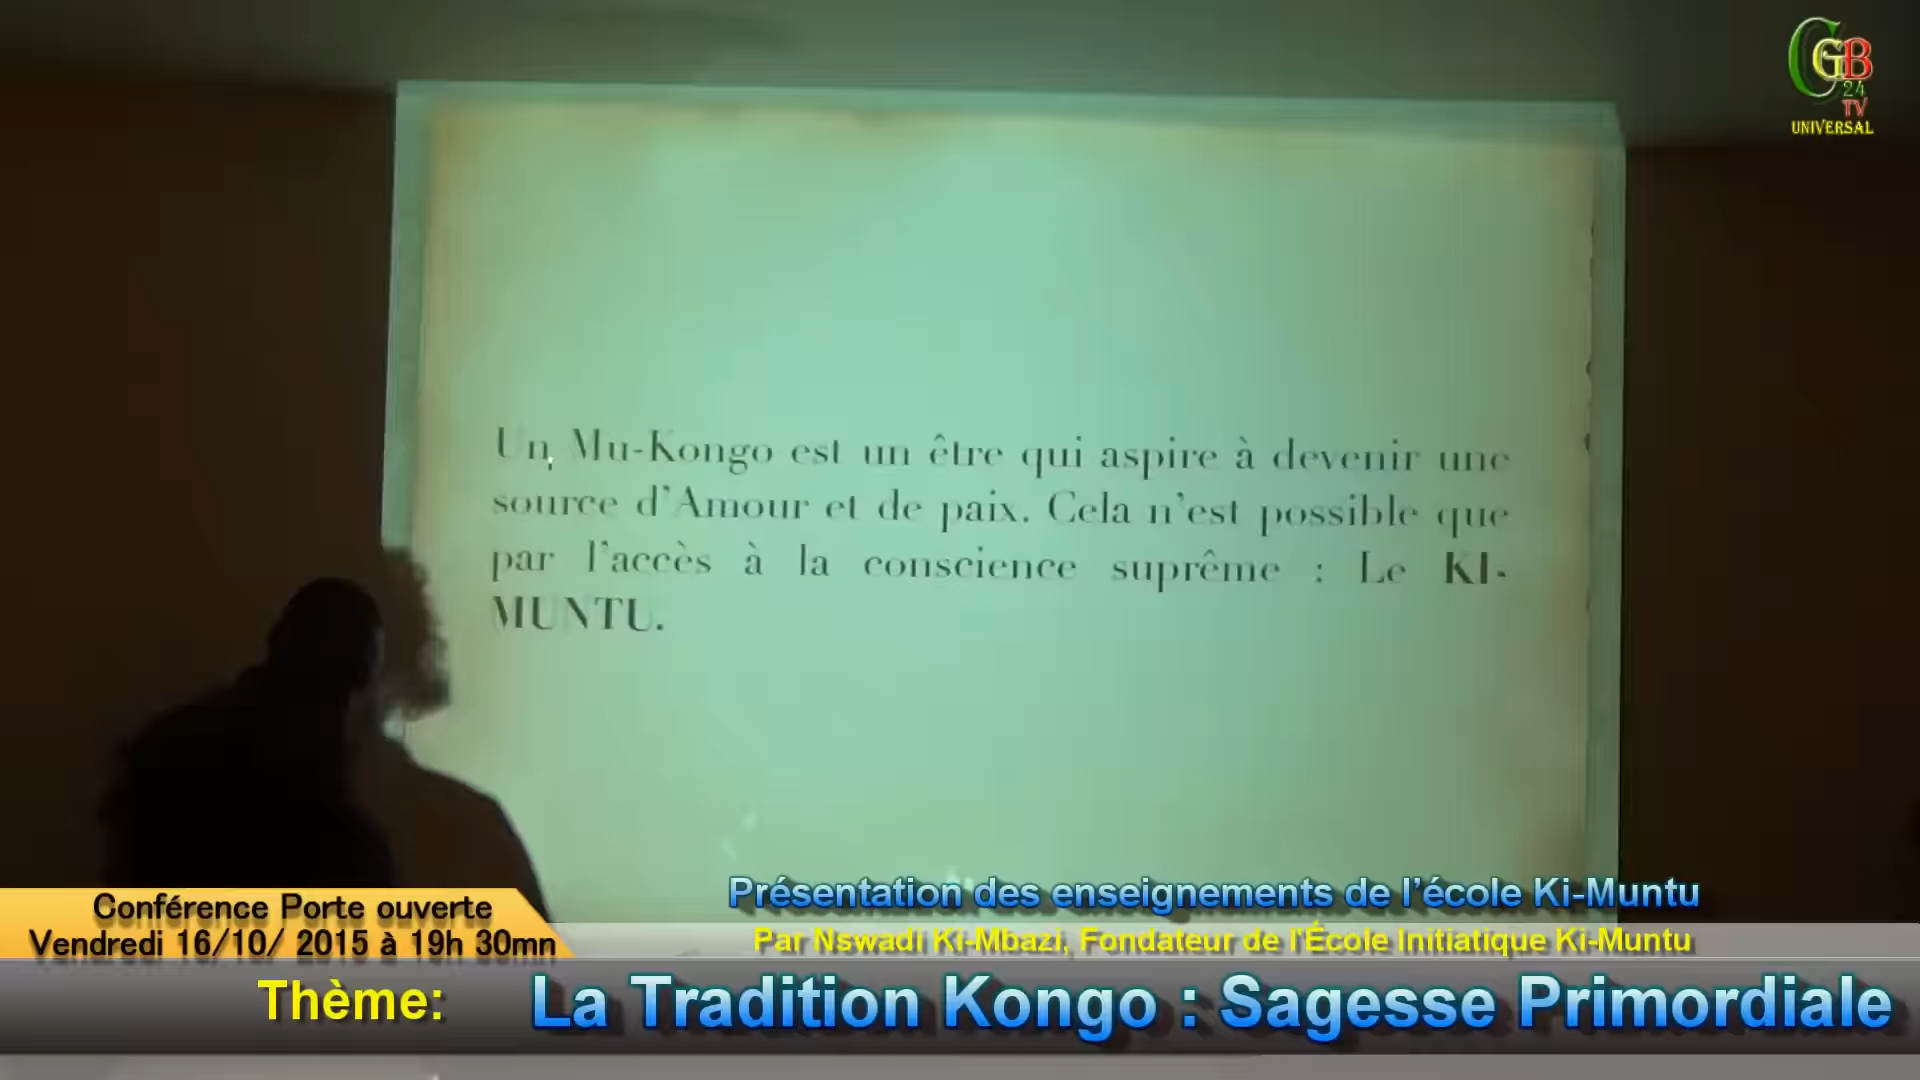 CGB
24
TV
UNIVERSAL
Un Mu-Kongo est un être qui aspire à devenir une
source d'Amour et de paix. Cela n'est possible que
par l'accès à la conscience suprême : Le KI-
MUNTU.
Présentation des enseignements de l'école Ki-Muntu
Par Nswadi Ki-Mbazi, Fondateur de l'École Initiatique Ki-Muntu
Conférence Porte ouverte
Vendredi 16/10/ 2015 à 19h 30mn
Thème: La Tradition Kongo : Sagesse Primordiale